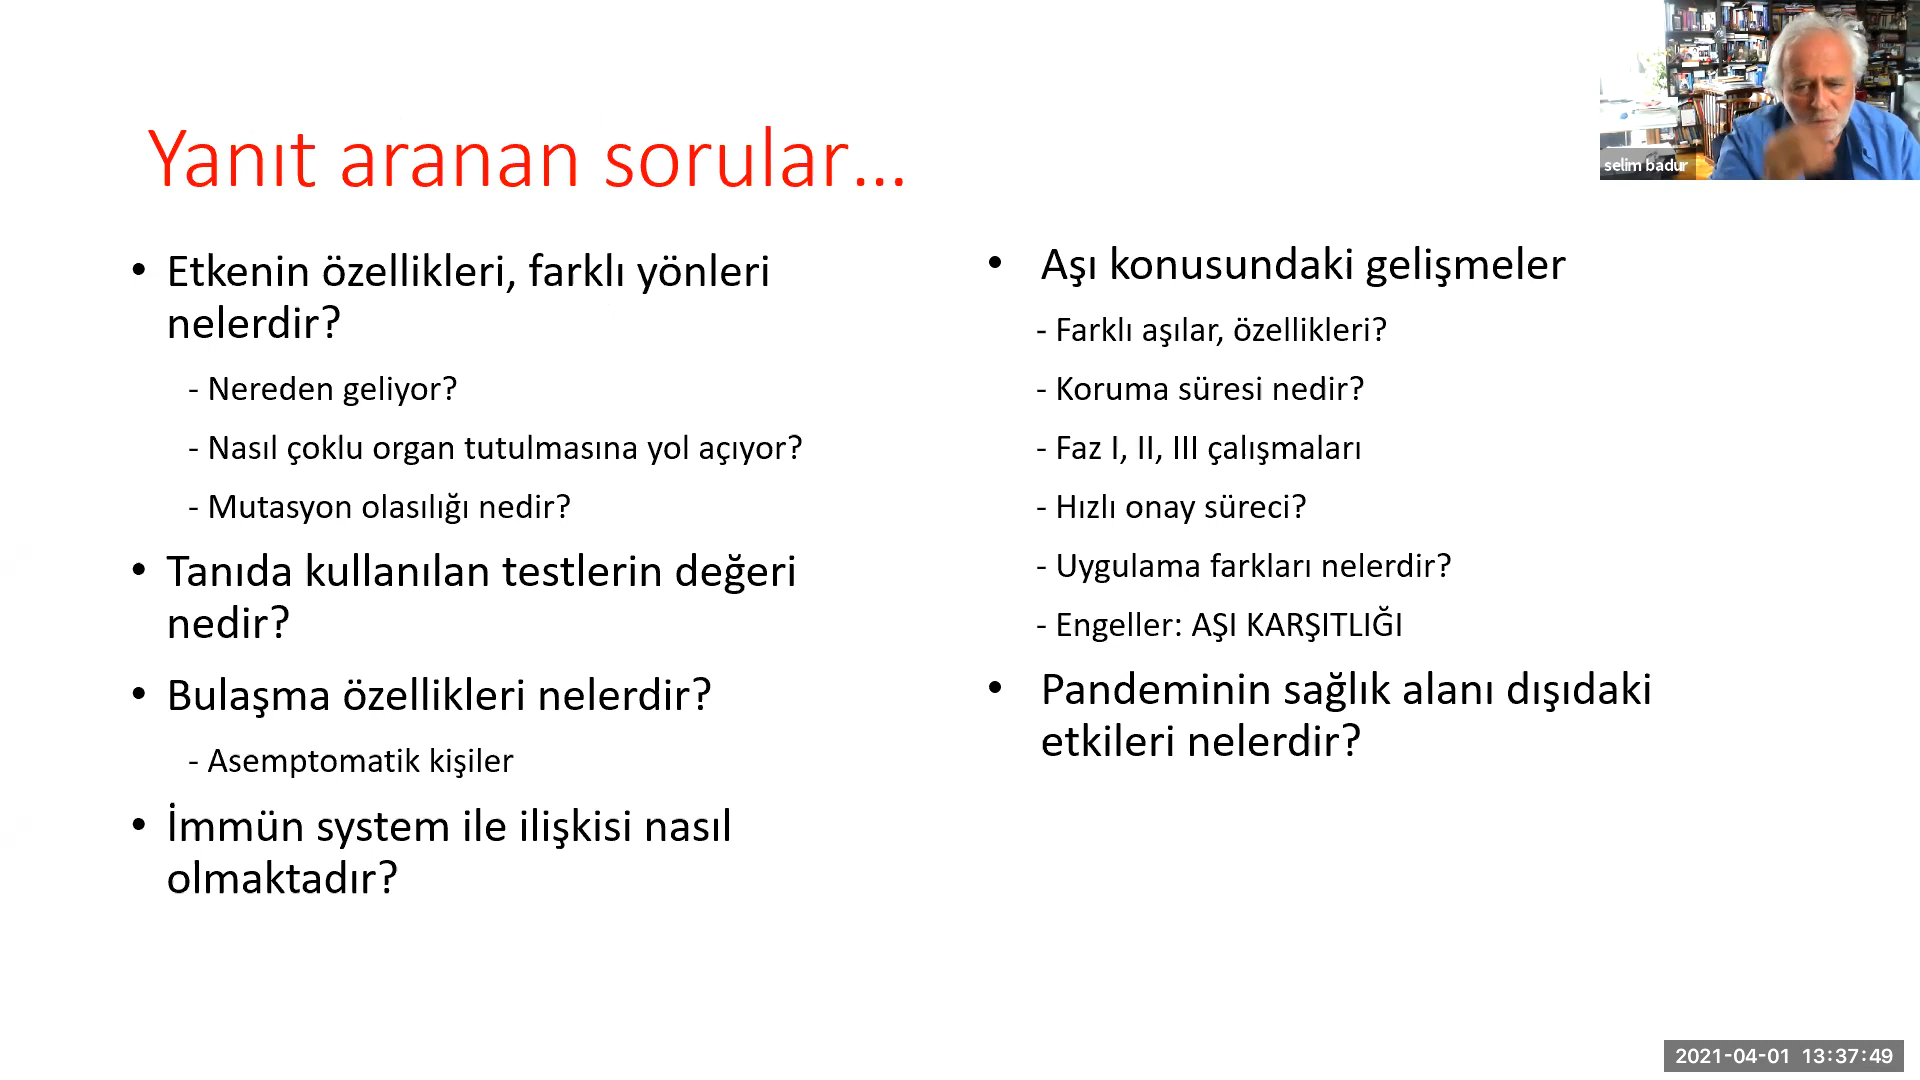 Yanıt aranan sorular...
• Etkenin özellikleri, farklı yönleri
nelerdir?
- Nereden geliyor?
- Nasıl çoklu organ tutulmasına yol açıyor?
- Mutasyon olasılığı nedir?
• Tanıda kullanılan testlerin değeri
nedir?
• Bulaşma özellikleri nelerdir?
- Asemptomatik kişiler
• İmmün system ile ilişkisi nasıl
olmaktadır?
• Aşı konusundaki gelişmeler
- Farklı aşılar, özellikleri?
- Koruma süresi nedir?
- Faz I, II, III çalışmaları
- Hızlı onay süreci?
- Uygulama farkları nelerdir?
- Engeller: AŞI KARŞITLIĞI
• Pandeminin sağlık alanı dışıdaki
etkileri nelerdir?
selim badur
2021-04-01 13:37:49